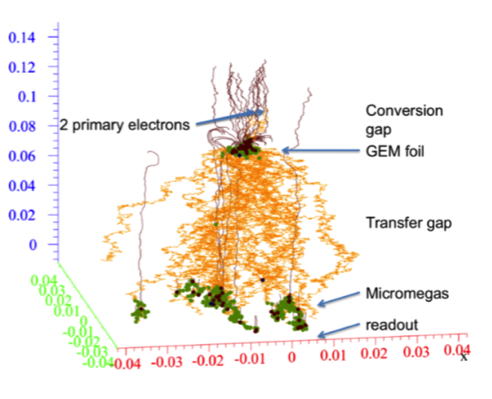 0.14
0.12
0.1
0.08
0.06
0.04
0.02
0
2 primary electrons
Conversion
gap
GEM foil
Transfer gap
Micromegas
readout
0.04
0.03
0.02
0.01
0
-0.01
-0.02
-0.03
-0.04
-0.04 -0.03 -0.02 -0.01 0 0.01 0.02 0.03 0.04
x